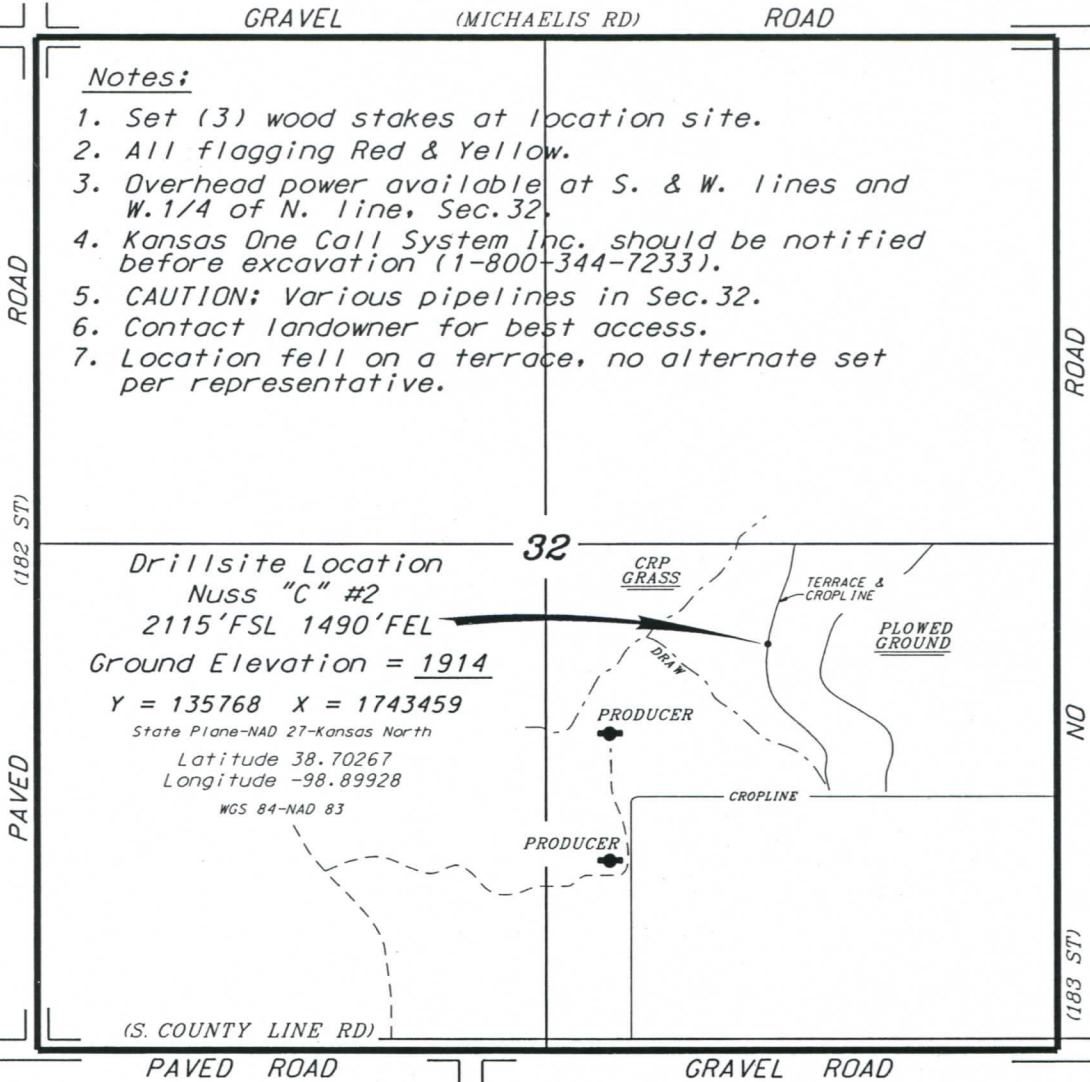 GRAVEL (MICHAELIS RD) ROAD
Notes:
1. Set (3) wood stakes at location site.
2. All flagging Red & Yellow.
3. Overhead power available at S. & W. lines and
W.1/4 of N. line, Sec.32.
4. Kansas One Call System Inc. should be notified
before excavation (1-800-344-7233).
5. CAUTION: Various pipelines in Sec.32.
6. Contact landowner for best access.
7. Location fell on a terrace, no alternate set
per representative.
ROAD
(182 ST)
PAVED
ROAD
NO
(183 ST)
32
Drillsite Location
Nuss "C" #2
2115'FSL 1490'FEL
Ground Elevation = 1914
Y = 135768 X = 1743459
State Plane-NAD 27-Kansas North
Latitude 38.70267
Longitude -98.89928
WGS 84-NAD 83
CRP
GRASS
TERRACE &
CROPLINE
PLOWED
GROUND
DRAW
PRODUCER
CROPLINE
PRODUCER
(S. COUNTY LINE RD)
PAVED ROAD
GRAVEL ROAD